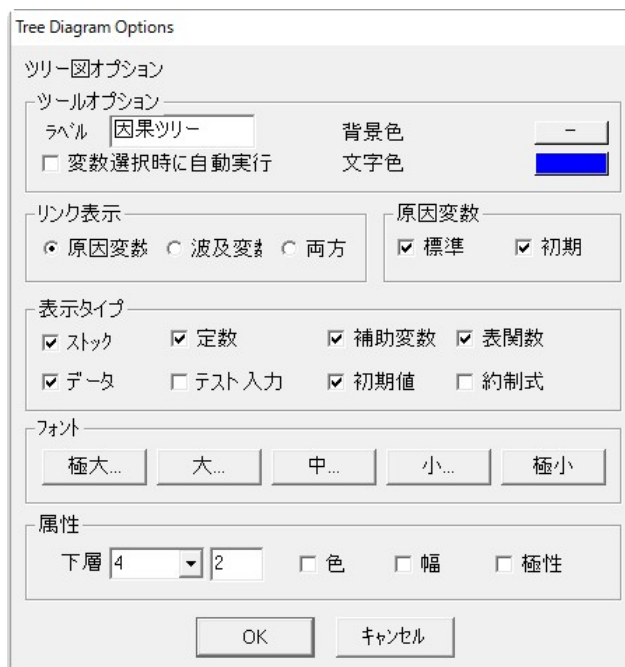 Tree Diagram Options
ツリー図オプション
ツールオプション
ラベル 因果ツリー 背景色 –
変数選択時に自動実行 文字色
リンク表示 原因変数
原因変数 波及変 両方 標準 初期
表示タイプ
ストック 定数 補助変数 表関数
データ テスト入力 初期値 約制式
フォント
極大... 大... 中... 小... 極小
属性
下層 4 2 色 幅 極性
OK キャンセル